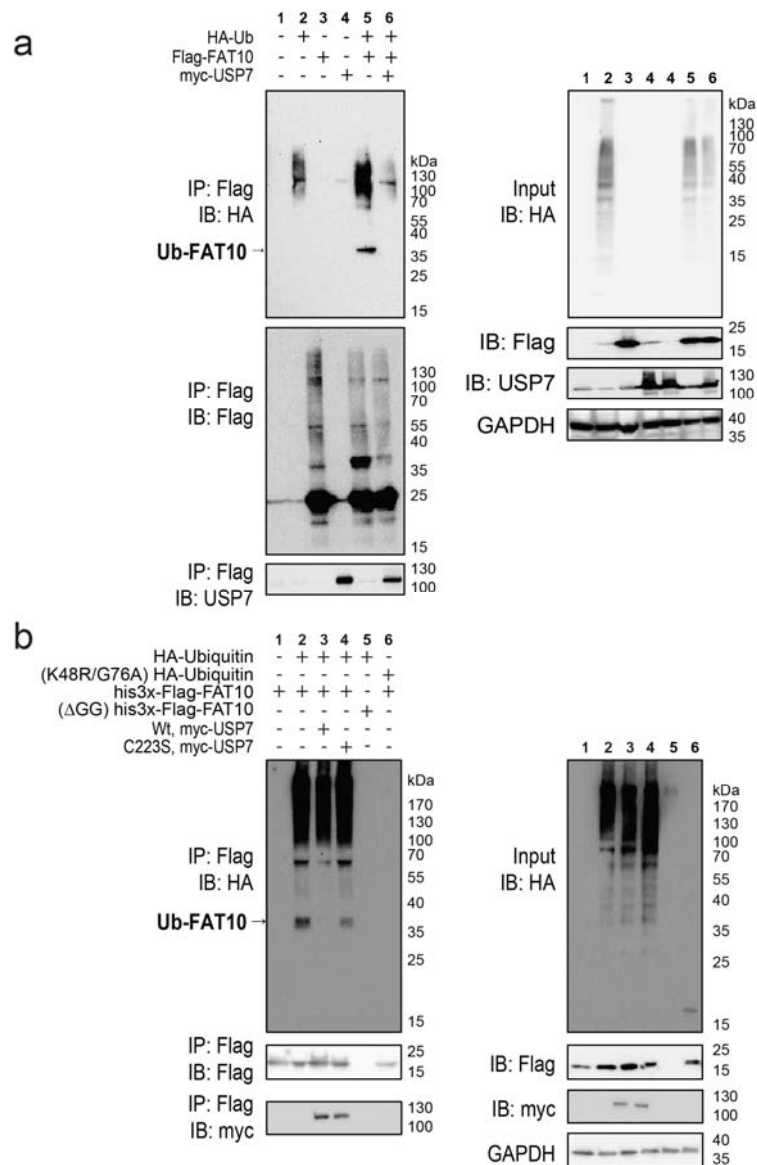 a
1 2 3 4 5 6
HA-Ub - + - - + +
Flag-FAT10 - - + - + +
myc-USP7 - - - + - +
IP: Flag
IB: HA
Ub-FAT10 →
kDa
130
100
70
55
40
35
25
15
IP: Flag
IB: Flag
130
100
70
55
40
35
25
15
IP: Flag
IB: USP7
130
100
1 2 3 4 4 5 6
Input
IB: HA
kDa
130
100
70
55
40
35
25
15
IB: Flag
25
15
IB: USP7
130
100
GAPDH
40
35
b
1 2 3 4 5 6
HA-Ubiquitin - + + + + -
(K48R/G76A) HA-Ubiquitin - - - - - +
his3x-Flag-FAT10 + + + + - +
(ΔGG) his3x-Flag-FAT10 - - - - + -
Wt, myc-USP7 - - + - - -
C223S, myc-USP7 - - - + - -
IP: Flag
IB: HA
Ub-FAT10 →
kDa
170
130
100
70
55
40
35
25
15
IP: Flag
IB: Flag
25
15
IP: Flag
IB: myc
130
100
1 2 3 4 5 6
Input
IB: HA
kDa
170
130
100
70
55
40
35
25
15
IB: Flag
25
15
IB: myc
130
100
GAPDH
40
35